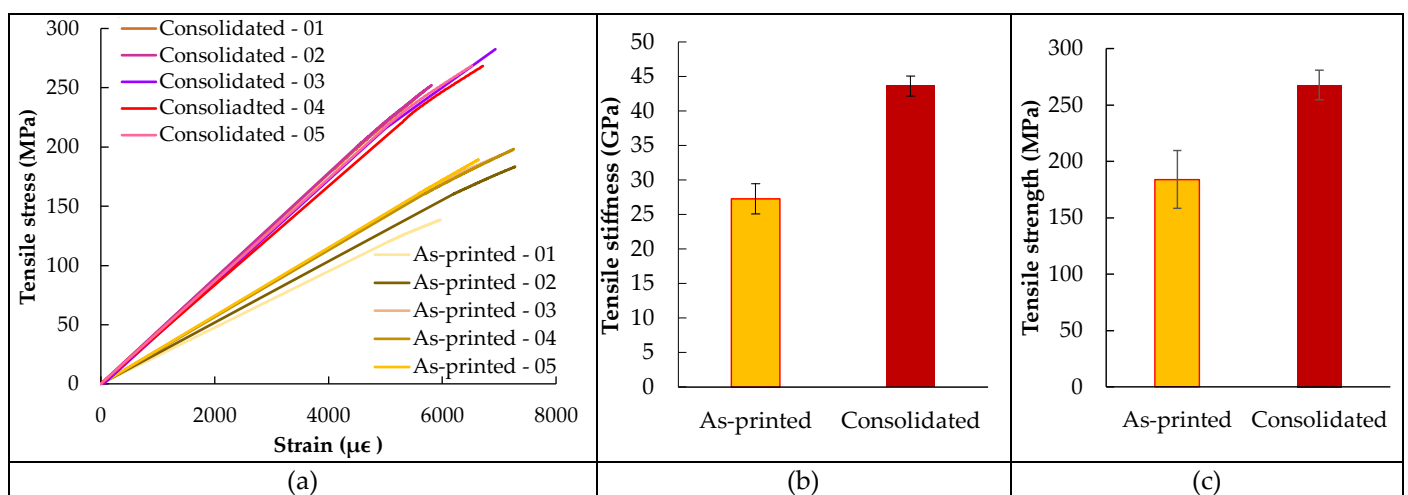 300
250
200
150
100
50
0
Tensile stress (MPa)
Consolidated - 01
Consolidated - 02
Consolidated - 03
Consoliadted - 04
Consolidated - 05
As-printed - 01
As-printed - 02
As-printed - 03
As-printed - 04
As-printed - 05
0 2000 4000 6000 8000
Strain (μϵ )
(a)
50
45
40
35
30
25
20
15
10
5
0
Tensile stiffness (GPa)
As-printed Consolidated
(b)
300
250
200
150
100
50
0
Tensile strength (MPa)
As-printed Consolidated
(c)